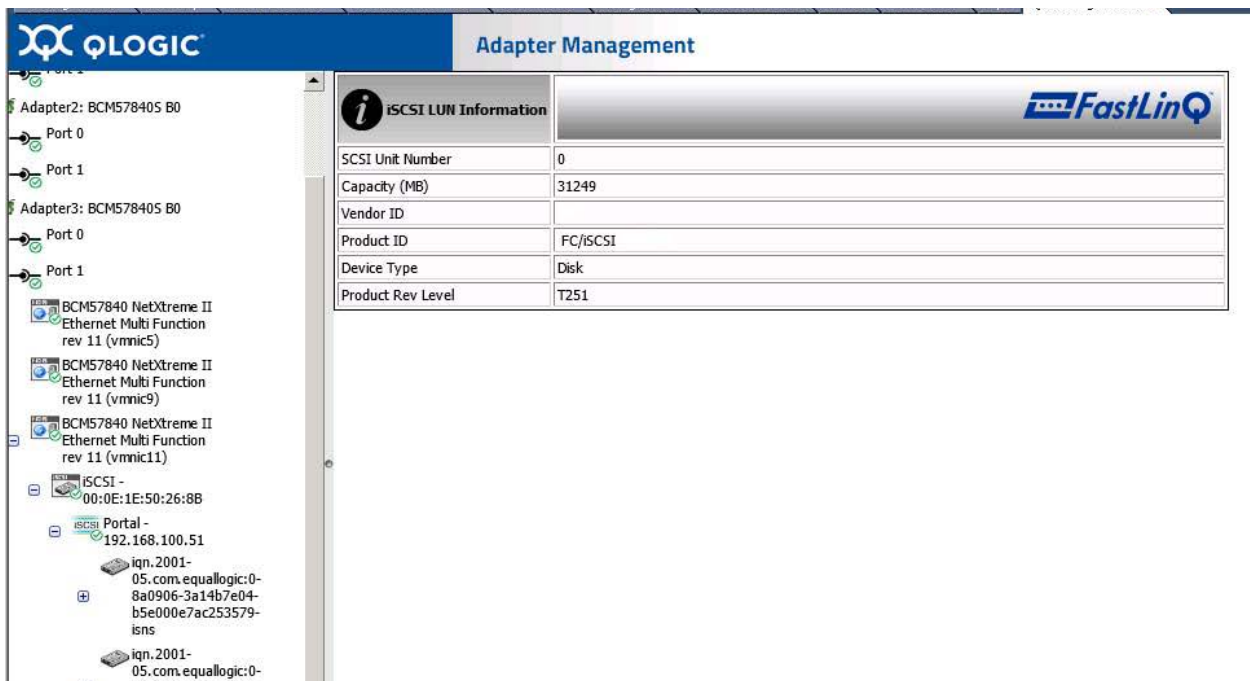 QLOGIC
Adapter Management
Adapter2: BCM57840S B0
Port 0
Port 1
Adapter3: BCM57840S B0
Port 0
Port 1
BCM57840 NetXtreme II
Ethernet Multi Function
rev 11 (vmnic5)
BCM57840 NetXtreme II
Ethernet Multi Function
rev 11 (vmnic9)
BCM57840 NetXtreme II
Ethernet Multi Function
rev 11 (vmnic11)
iSCSI -
00:0E:1E:50:26:8B
iSCSI Portal -
192.168.100.51
iqn.2001-
05.com.equallogic:0-
8a0906-3a14b7e04-
b5e000e7ac253579-
isns
iqn.2001-
05.com.equallogic:0-
iSCSI LUN Information
FastLinQ
SCSI Unit Number 0
Capacity (MB) 31249
Vendor ID
Product ID FC/iSCSI
Device Type Disk
Product Rev Level T251